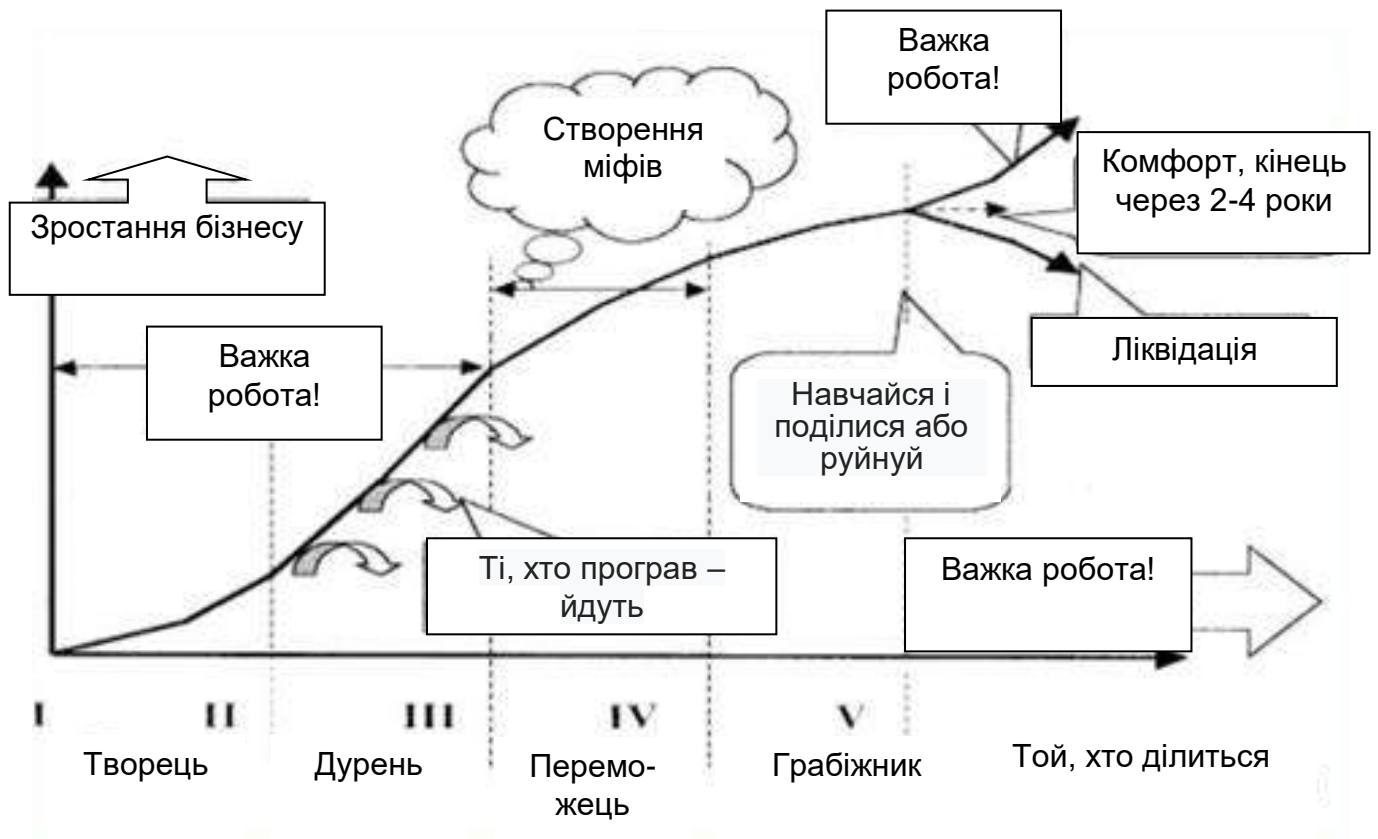 Важка
робота!
Створення
міфів
Комфорт, кінець
через 2-4 роки
Зростання бізнесу
Важка
робота!
Ліквідація
Навчайся і
поділися або
руйнуй
Ті, хто програв –
йдуть
Важка робота!
I II III IV V
Творець Дурень Перемо-
жець Грабіжник Той, хто ділиться